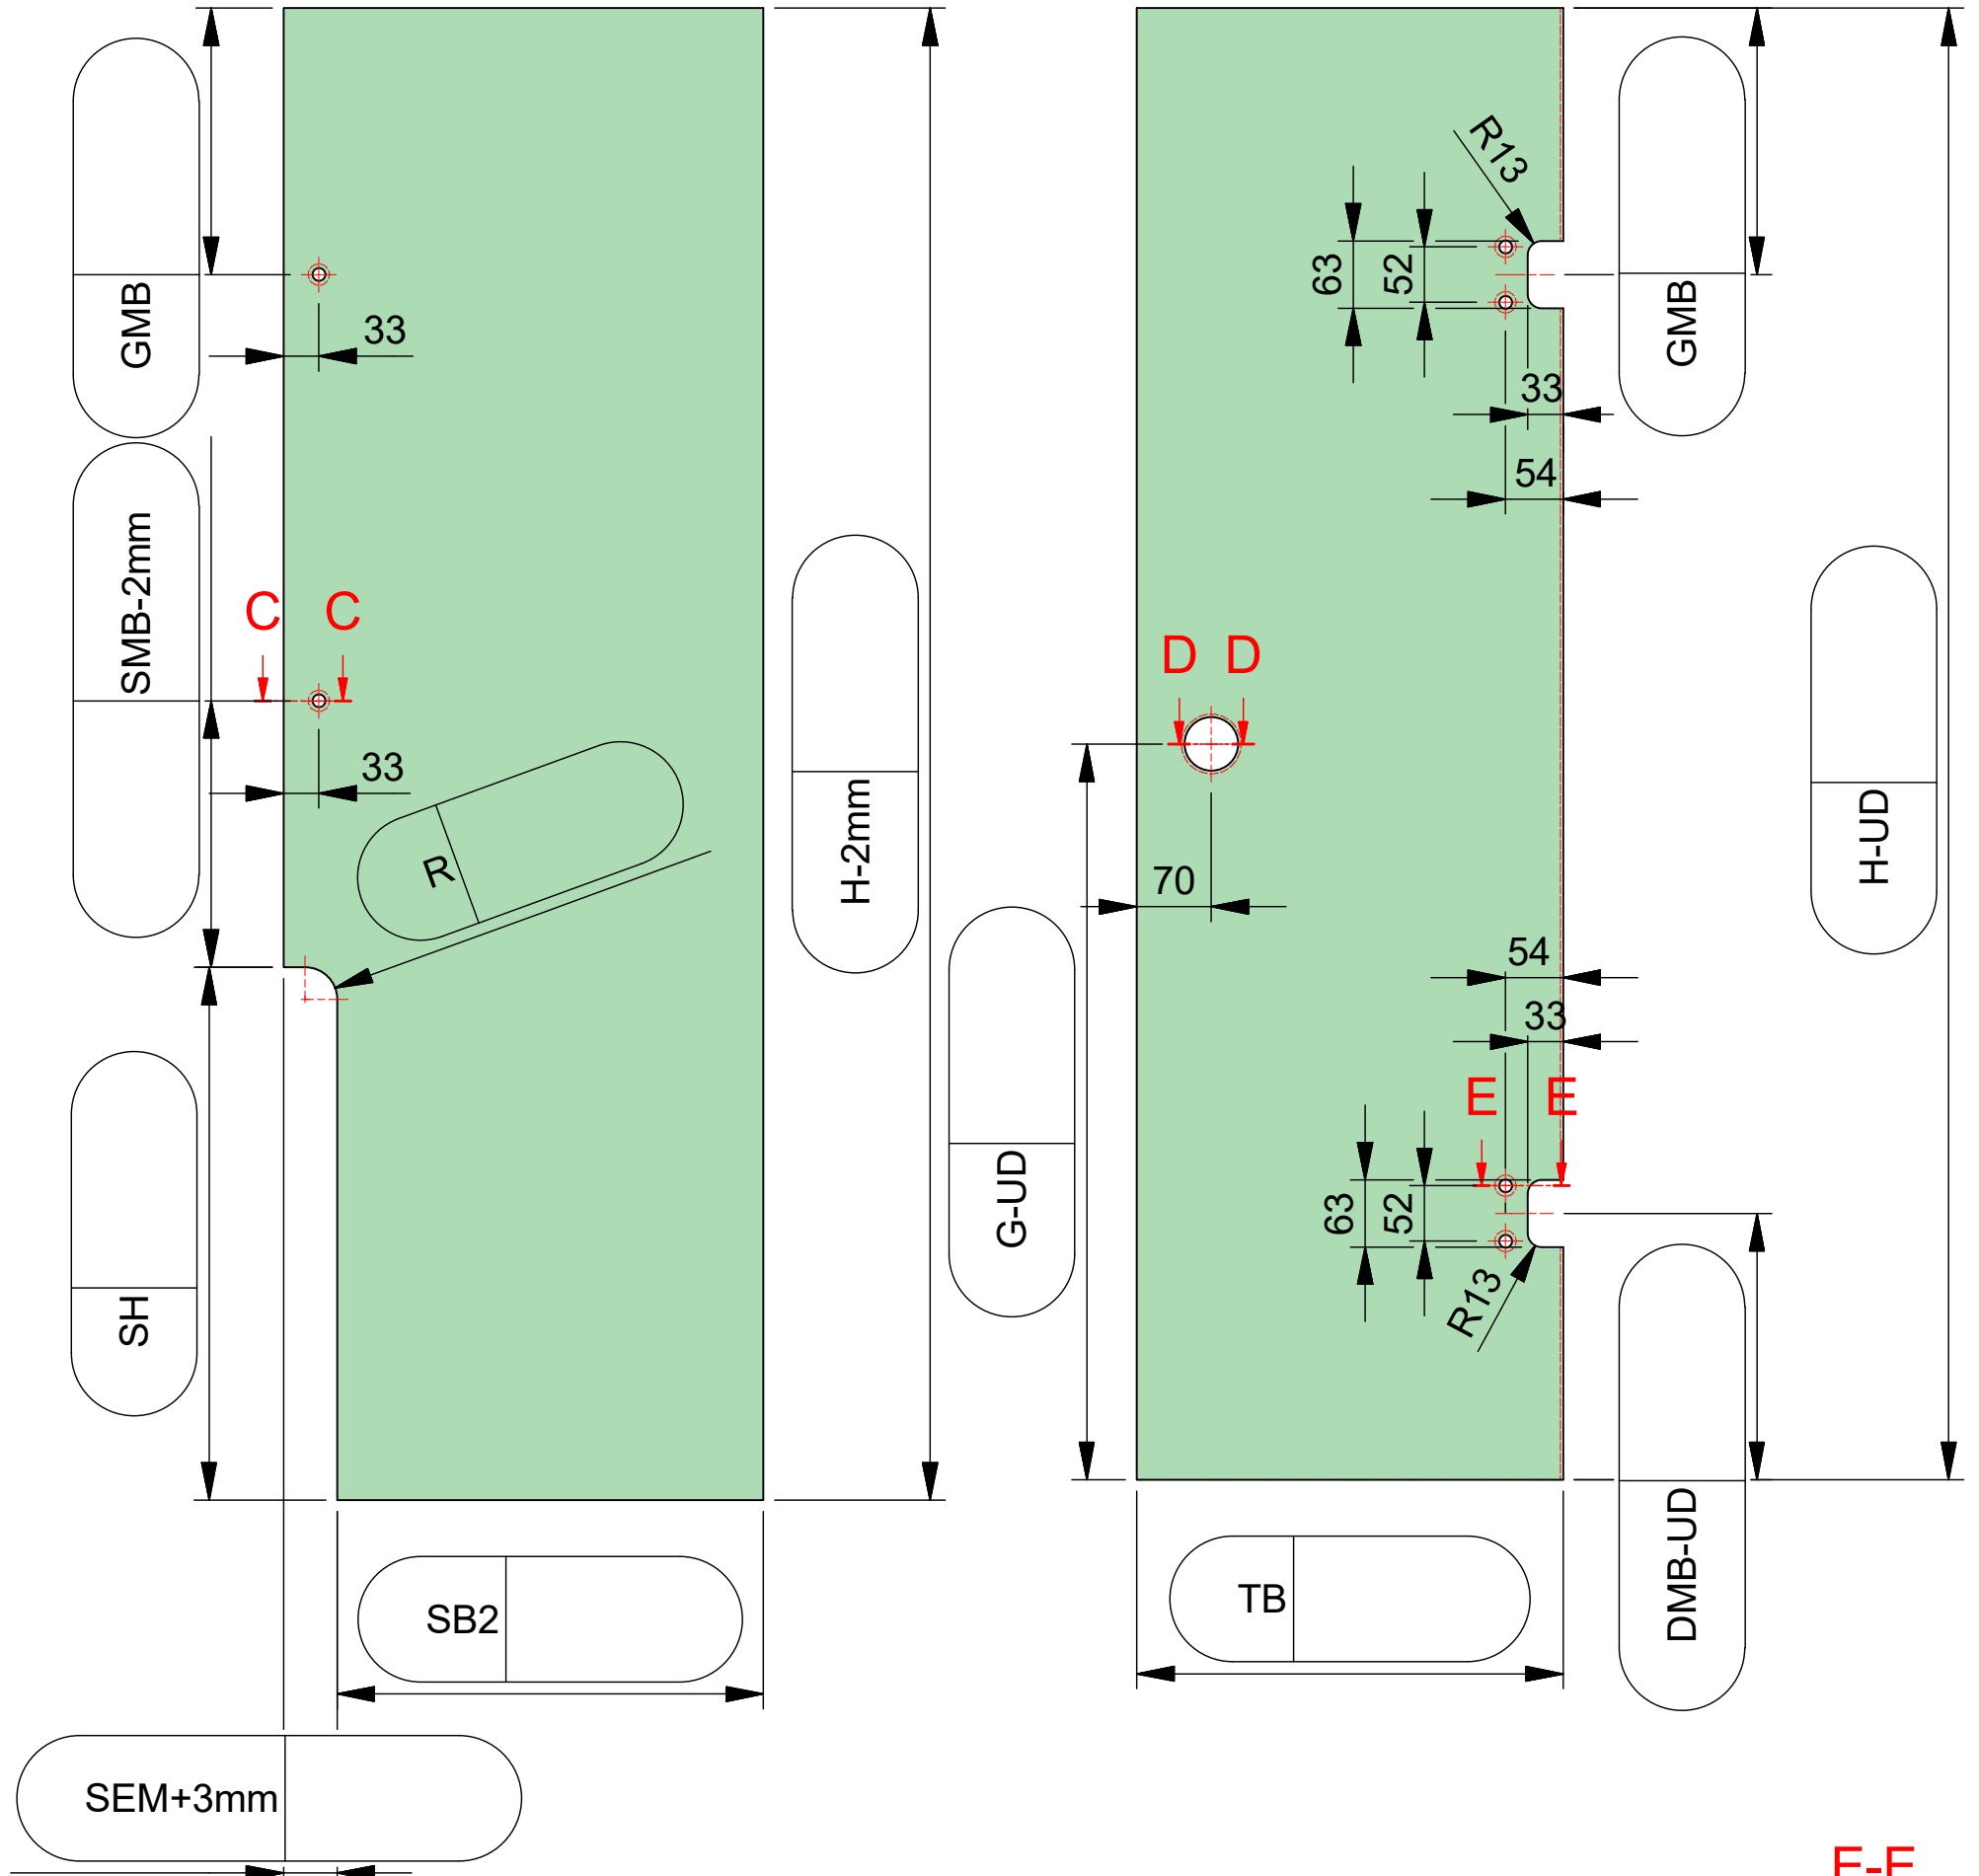 GMB
33
SMB-2mm
C C
33
R
H-2mm
SH
SB2
SEM+3mm
R13
63
52
33
54
GMB
D D
70
H-UD
G-UD
54
33
E E
63
52
R13
TB
DMB-UD
E-E